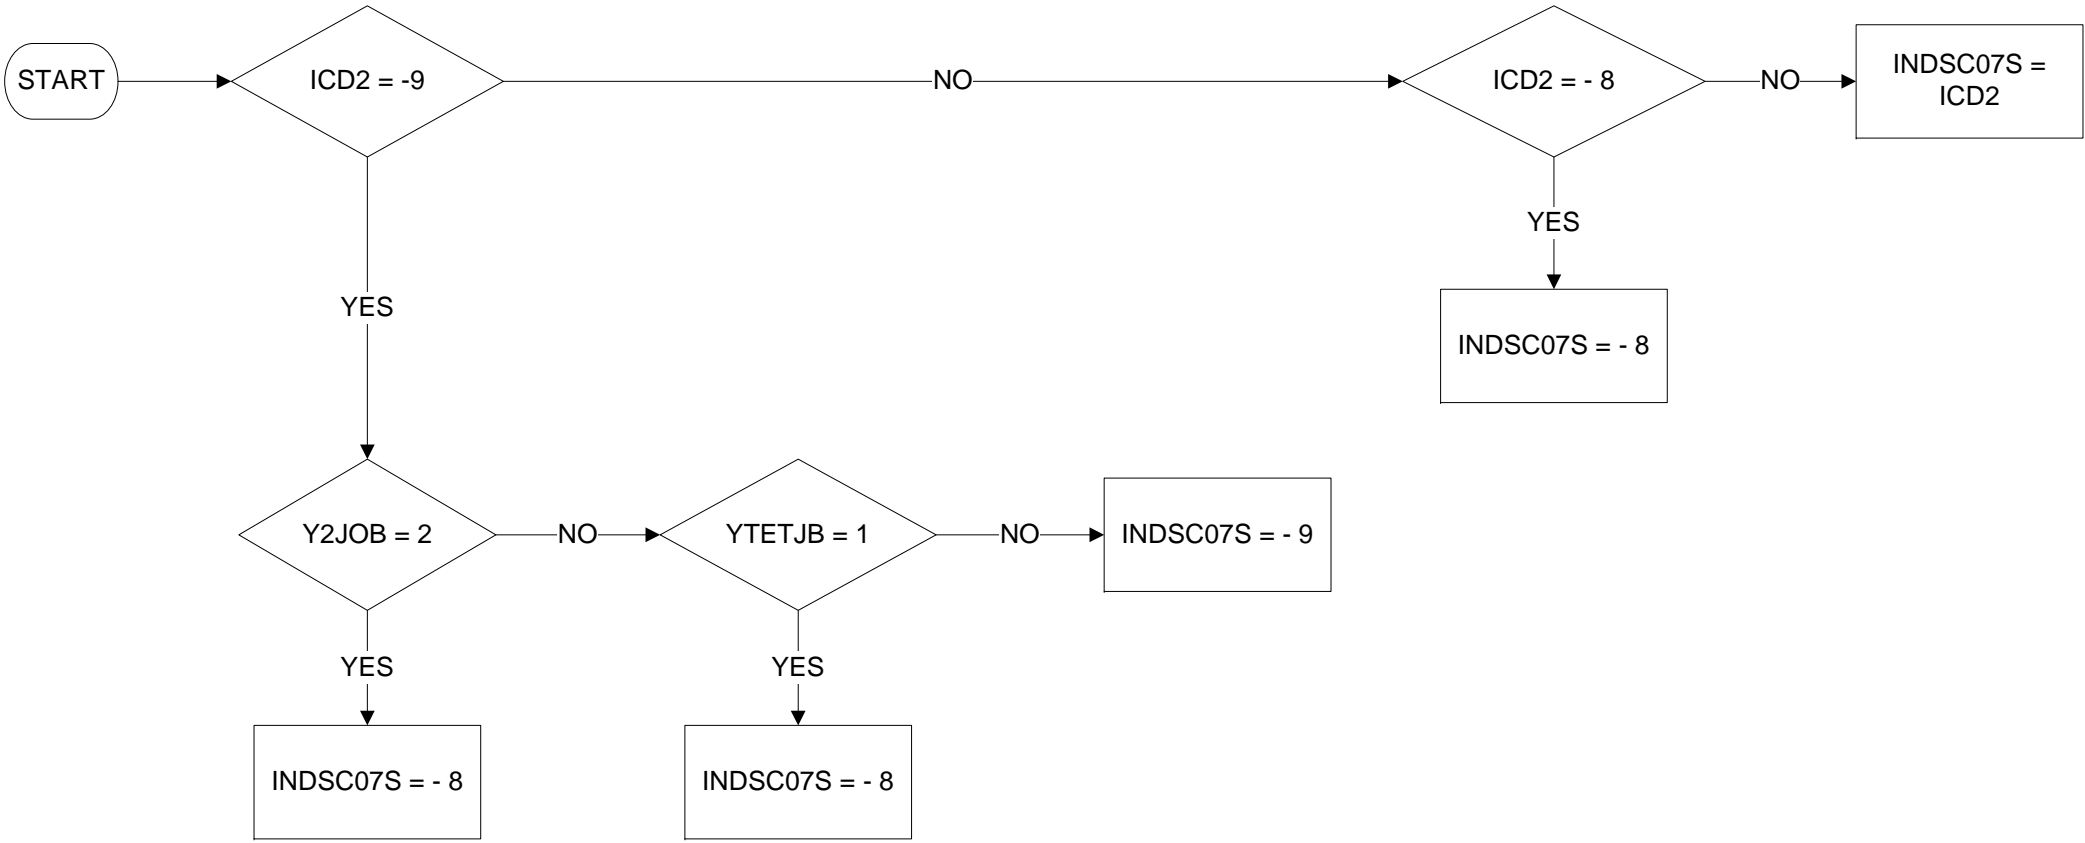 START
ICD2 = -9
NO
ICD2 = - 8
NO
INDSC07S =
ICD2
YES
YES
INDSC07S = - 8
Y2JOB = 2
NO
YTETJB = 1
NO
INDSC07S = - 9
YES
YES
INDSC07S = - 8
INDSC07S = - 8